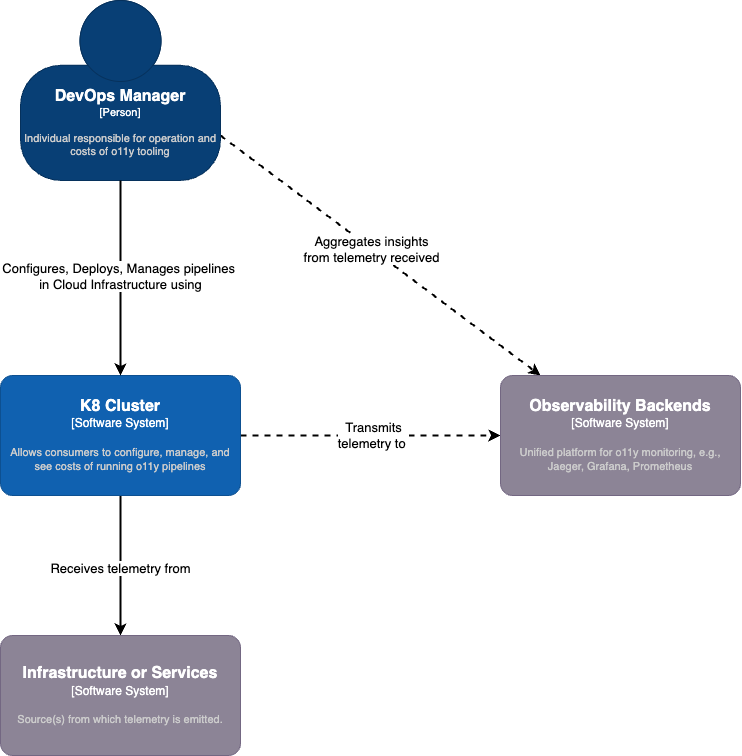 DevOps Manager
[Person]
Individual responsible for operation and
costs of o11y tooling
Aggregates insights
from telemetry received
Configures, Deploys, Manages pipelines
in Cloud Infrastructure using
K8 Cluster
[Software System]
Allows consumers to configure, manage, and
see costs of running o11y pipelines
Transmits
telemetry to
Observability Backends
[Software System]
Unified platform for o11y monitoring, e.g.,
Jaeger, Grafana, Prometheus
Receives telemetry from
Infrastructure or Services
[Software System]
Source(s) from which telemetry is emitted.